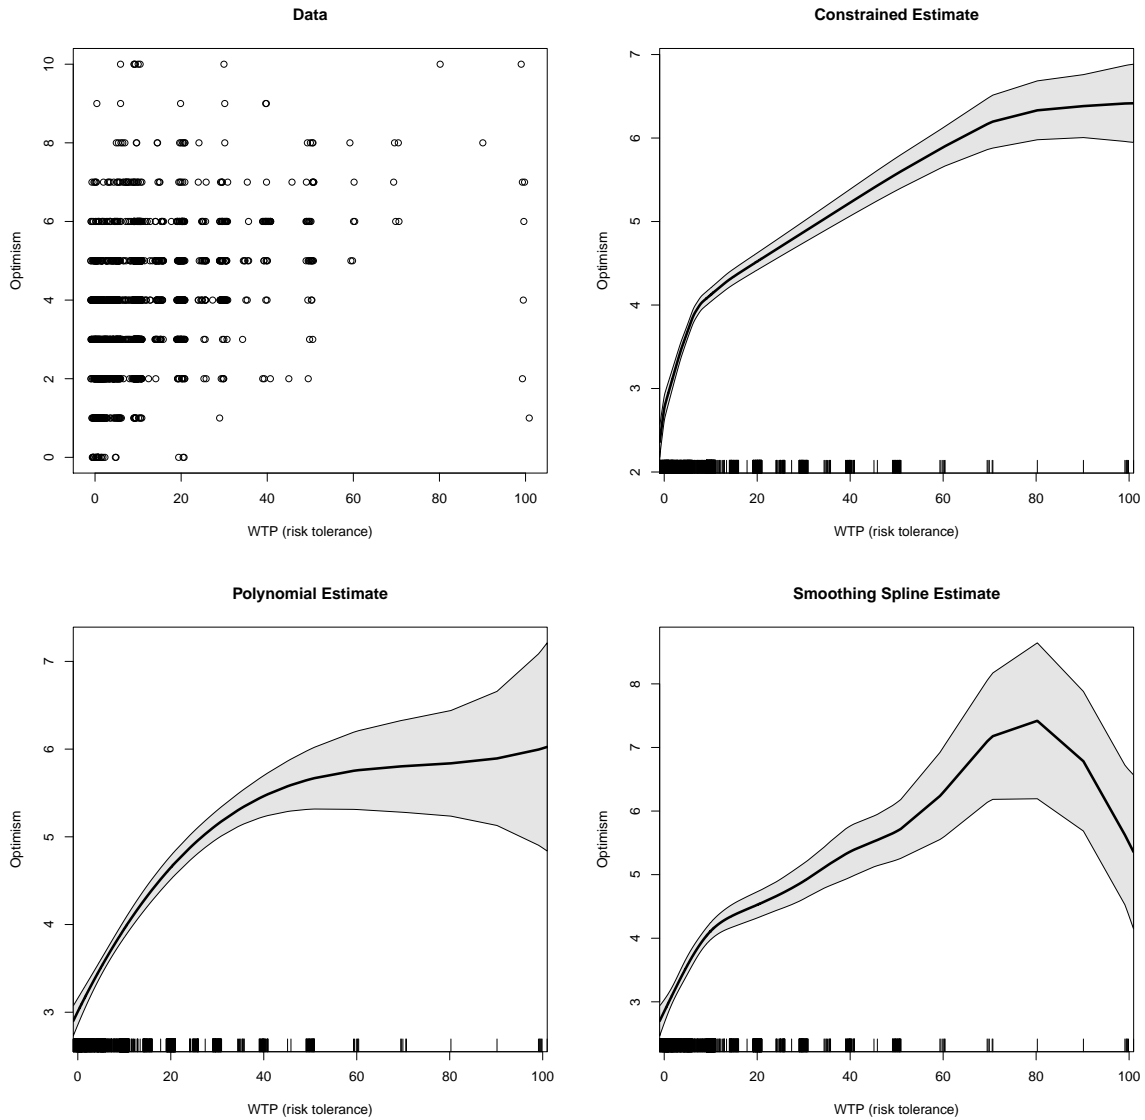 Data
Constrained Estimate
Optimism
0
2
4
6
8
10
0 20 40 60 80 100
WTP (risk tolerance)
Optimism
2
3
4
5
6
7
0 20 40 60 80 100
WTP (risk tolerance)
Polynomial Estimate
Smoothing Spline Estimate
Optimism
3
4
5
6
7
0 20 40 60 80 100
WTP (risk tolerance)
Optimism
3
4
5
6
7
8
0 20 40 60 80 100
WTP (risk tolerance)